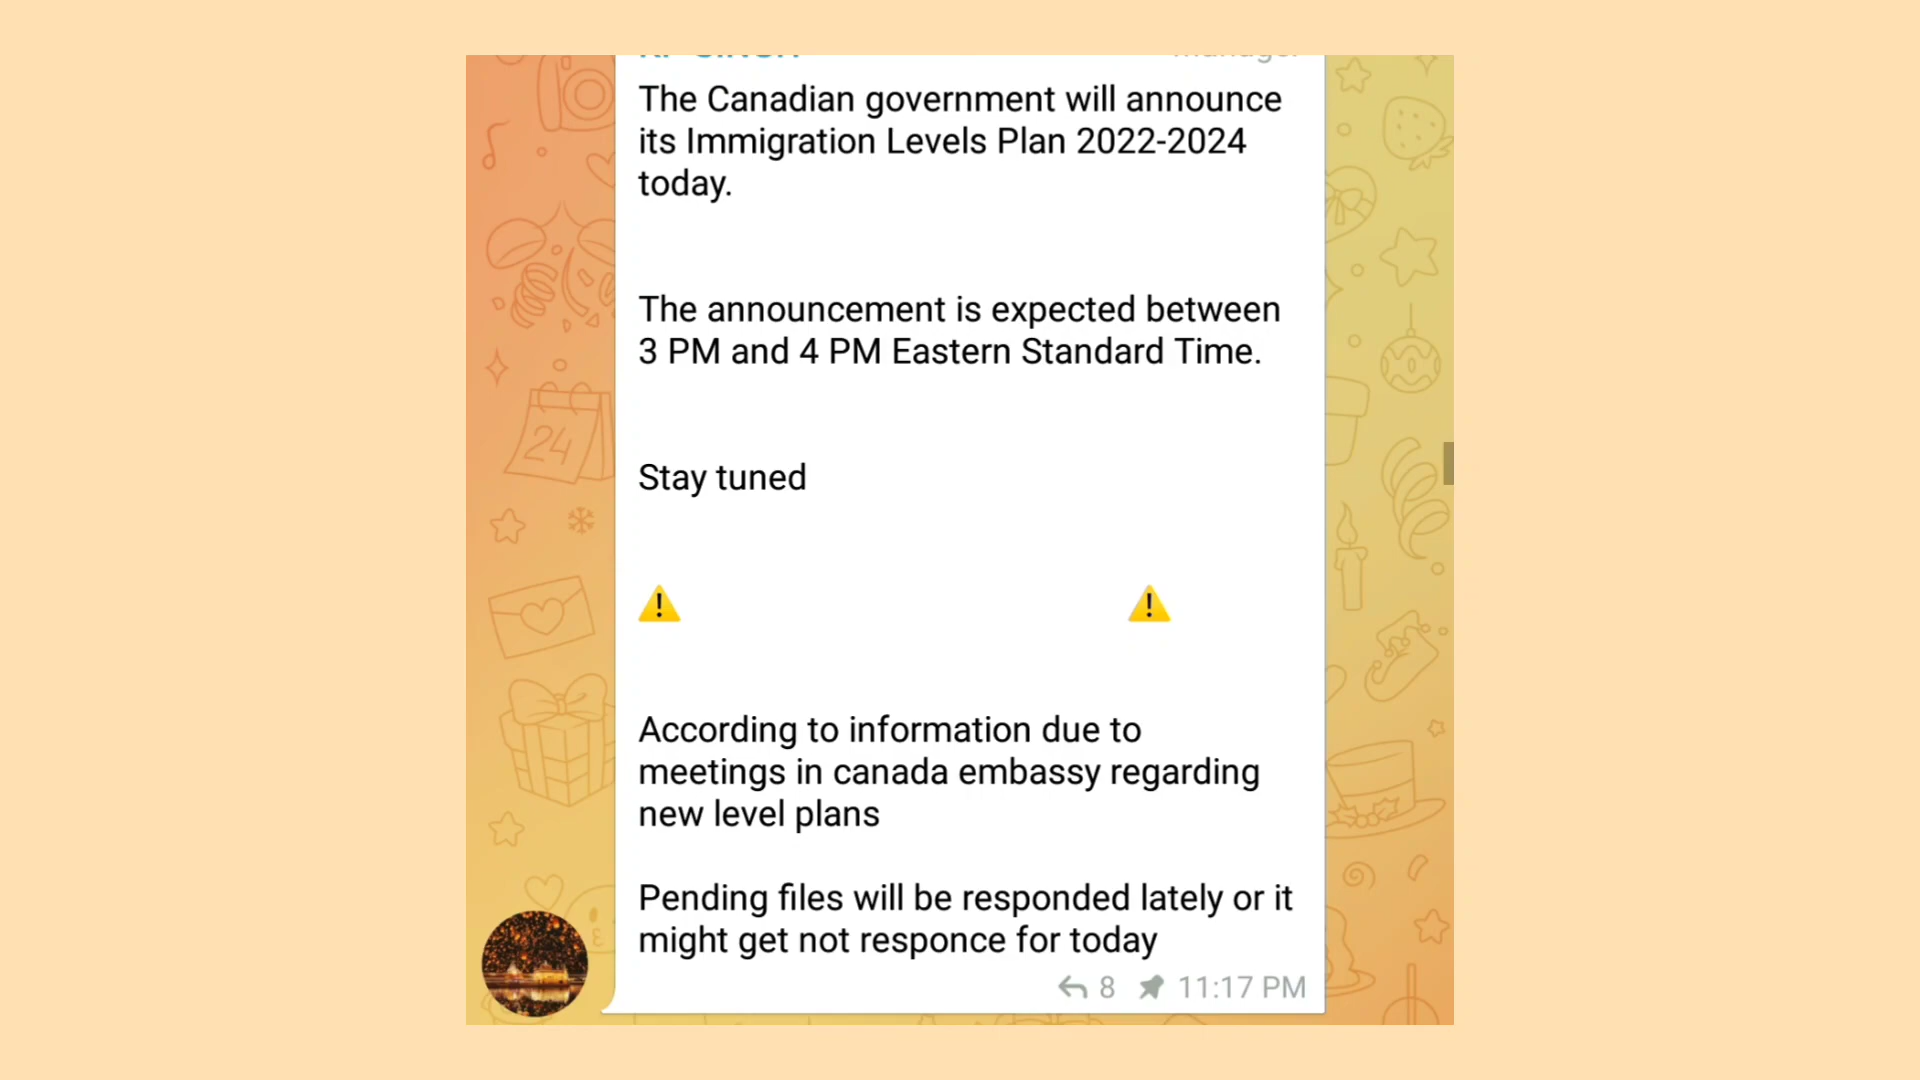 The Canadian government will announce
its Immigration Levels Plan 2022-2024
today.
The announcement is expected between
3 PM and 4 PM Eastern Standard Time.
Stay tuned
⚠️ ⚠️
According to information due to
meetings in canada embassy regarding
new level plans
Pending files will be responded lately or it
might get not responce for today
8 11:17 PM
24